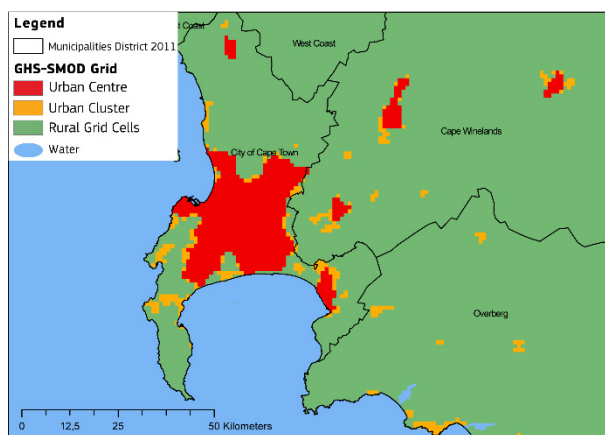 Legend
Municipalities District 2011
GHS-SMOD Grid
Urban Centre
Urban Cluster
Rural Grid Cells
Water
t Coast
West Coast
City of Cape Town
Cape Winelands
Overberg
0 12,5 25 50 Kilometers